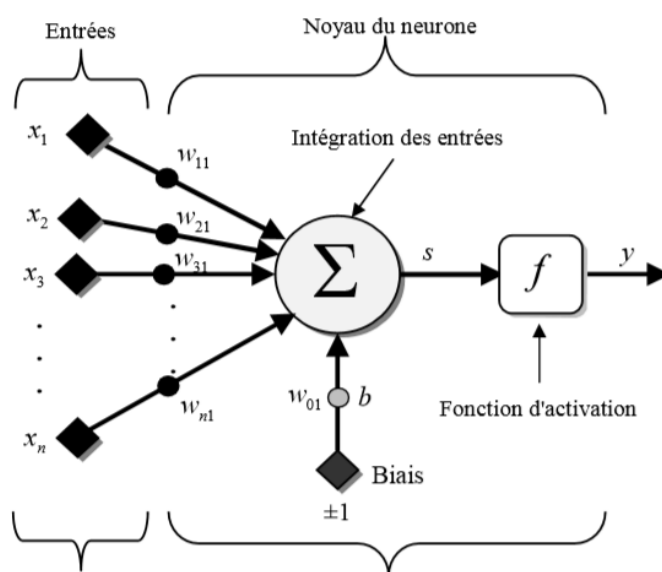 Entrées
Noyau du neurone
Intégration des entrées
x₁
w₁₁
x₂
w₂₁
x₃
w₃₁
Σ
s
f
y
xₙ
wₙ₁
w₀₁ b
Fonction d'activation
Biais
±1